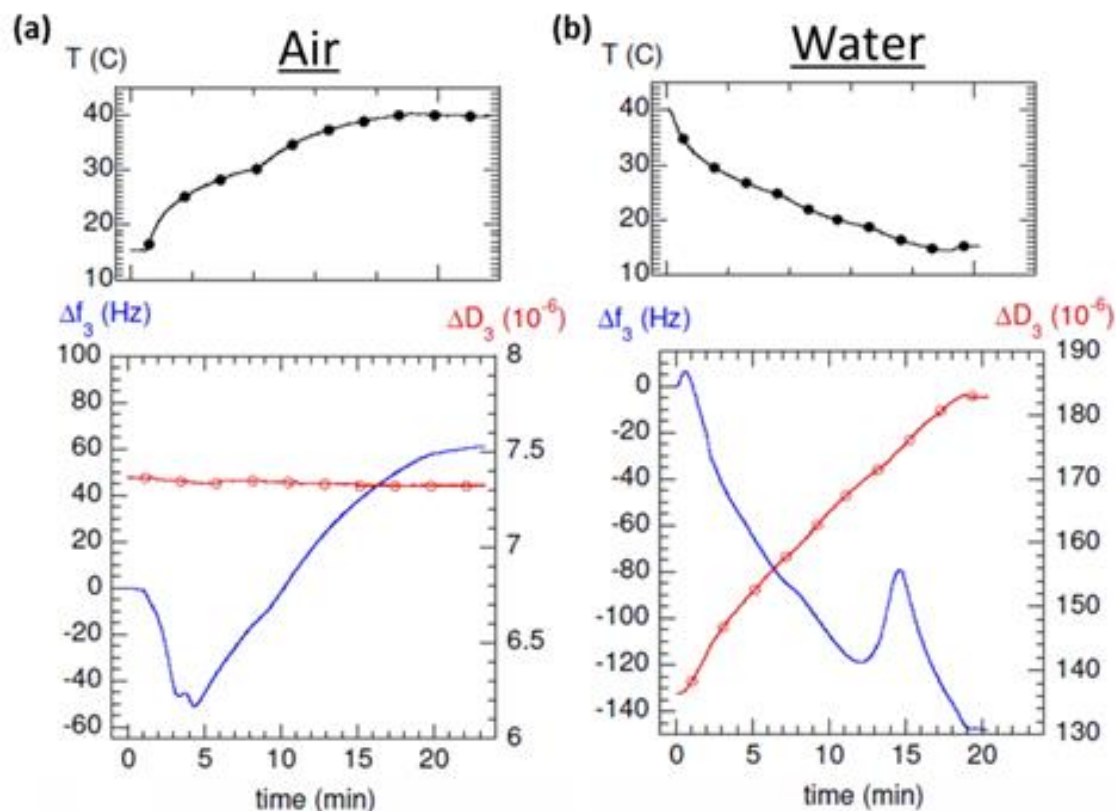 (a)
Air
T (C)
40
30
20
10
Δf3 (Hz)
ΔD3 (10-6)
100
80
60
40
20
0
-20
-40
-60
8
7.5
7
6.5
6
0 5 10 15 20
time (min)
(b)
Water
T (C)
40
30
20
10
Δf3 (Hz)
ΔD3 (10-6)
0
-20
-40
-60
-80
-100
-120
-140
190
180
170
160
150
140
130
0 5 10 15 20
time (min)